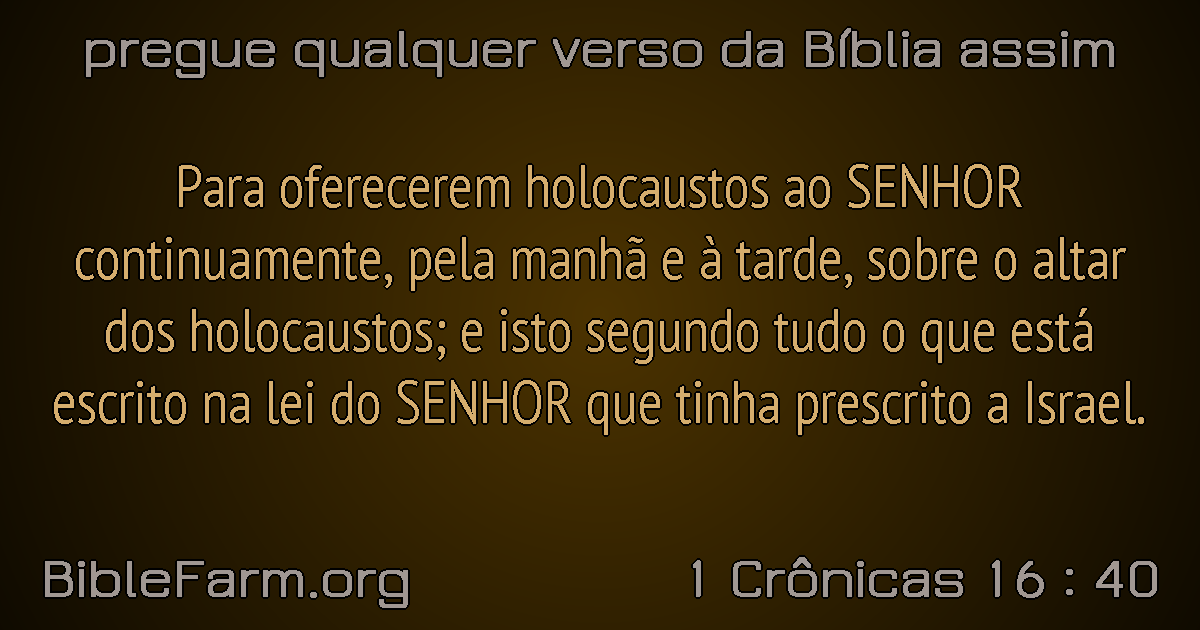 pregue qualquer verso da Bíblia assim
Para oferecerem holocaustos ao SENHOR
continuamente, pela manhã e à tarde, sobre o altar
dos holocaustos; e isto segundo tudo o que está
escrito na lei do SENHOR que tinha prescrito a Israel.
BibleFarm.org
1 Crônicas 16 : 40